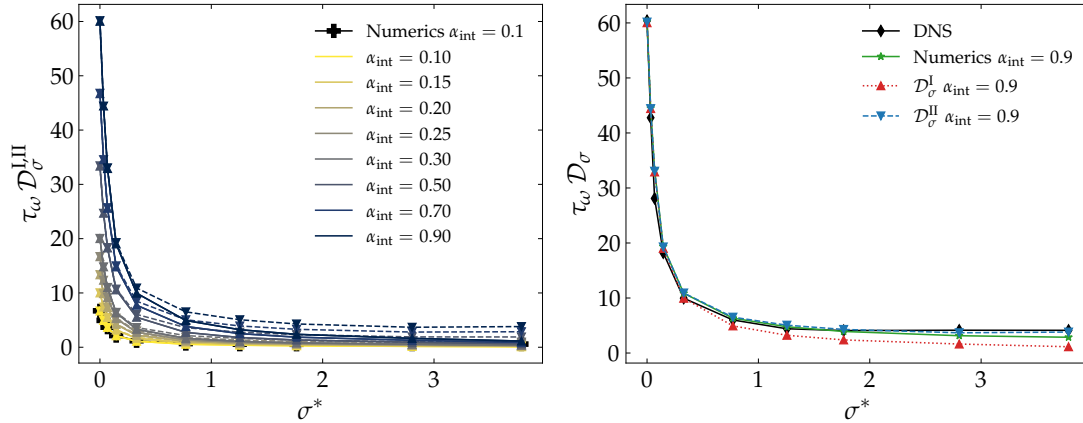 60
50
40
30
20
10
0
τ_ω 𝒟_σ^{I,II}
Numerics α_int = 0.1
α_int = 0.10
α_int = 0.15
α_int = 0.20
α_int = 0.25
α_int = 0.30
α_int = 0.50
α_int = 0.70
α_int = 0.90
0 1 2 3
σ*
60
50
40
30
20
10
0
τ_ω 𝒟_σ
DNS
Numerics α_int = 0.9
𝒟_σ^I α_int = 0.9
𝒟_σ^II α_int = 0.9
0 1 2 3
σ*